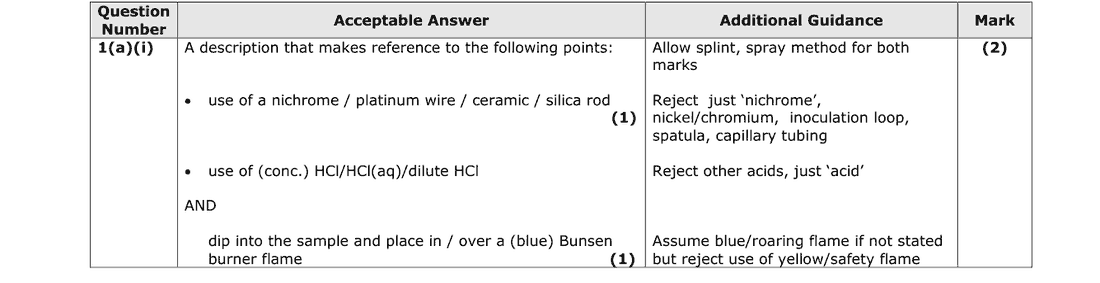 Question Number
Acceptable Answer
Additional Guidance
Mark
1(a)(i)
A description that makes reference to the following points:
• use of a nichrome / platinum wire / ceramic / silica rod
(1)
• use of (conc.) HCl/HCl(aq)/dilute HCl
AND
dip into the sample and place in / over a (blue) Bunsen
burner flame (1)
Allow splint, spray method for both
marks
Reject just ‘nichrome’,
nickel/chromium, inoculation loop,
spatula, capillary tubing
Reject other acids, just ‘acid’
Assume blue/roaring flame if not stated
but reject use of yellow/safety flame
(2)